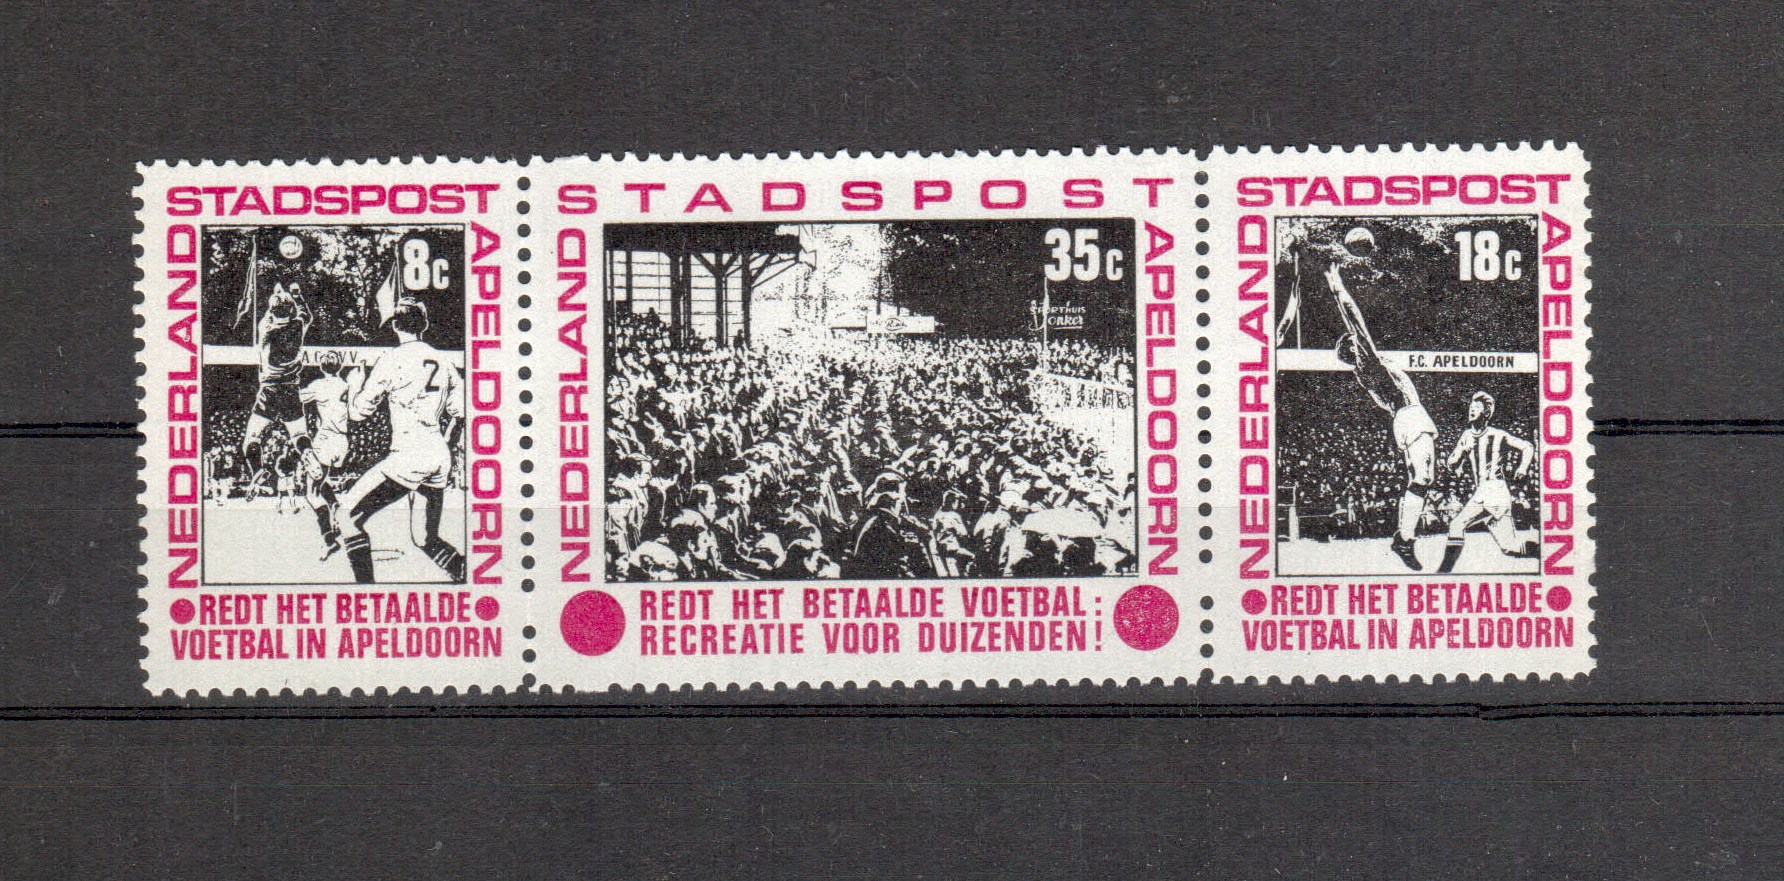 STADSPOST
NEDERLAND
APELDOORN
8c
2
REDT HET BETAALDE
VOETBAL IN APELDOORN
STADSPOST
NEDERLAND
APELDOORN
35c
SPORTHUIS
REDT HET BETAALDE VOETBAL:
RECREATIE VOOR DUIZENDEN!
STADSPOST
NEDERLAND
APELDOORN
18c
F.C. APELDOORN
REDT HET BETAALDE
VOETBAL IN APELDOORN